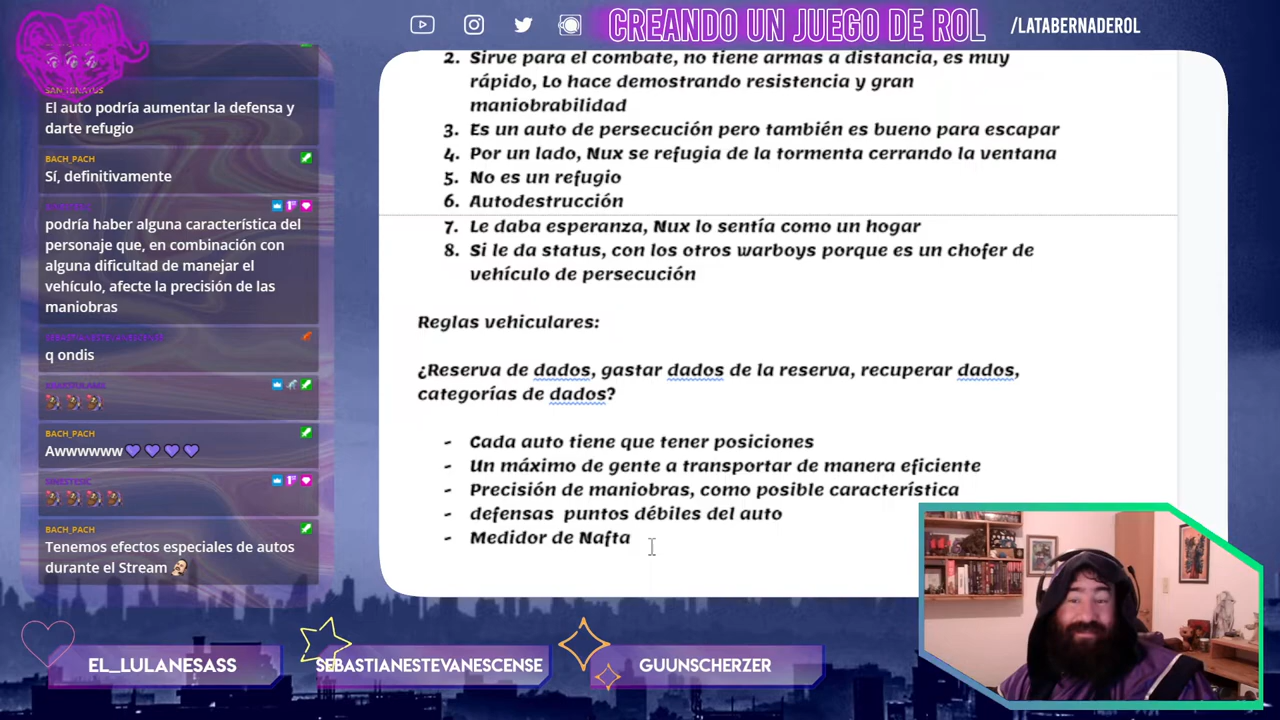 CREANDO UN JUEGO DE ROL
/LATABERNADEROL
El auto podría aumentar la defensa y
darte refugio
BACH_PACH
Sí, definitivamente
podría haber alguna característica del
personaje que, en combinación con
alguna dificultad de manejar el
vehículo, afecte la precisión de las
maniobras
q ondis
BACH_PACH
Awwwwww
SINESTESIC
BACH_PACH
Tenemos efectos especiales de autos
durante el Stream
2. Sirve para el combate, no tiene armas a distancia, es muy
rápido, Lo hace demostrando resistencia y gran
maniobrabilidad
3. Es un auto de persecución pero también es bueno para escapar
4. Por un lado, Nux se refugia de la tormenta cerrando la ventana
5. No es un refugio
6. Autodestrucción
7. Le daba esperanza, Nux lo sentía como un hogar
8. Si le da status, con los otros warboys porque es un chofer de
vehículo de persecución
Reglas vehiculares:
¿Reserva de dados, gastar dados de la reserva, recuperar dados,
categorías de dados?
- Cada auto tiene que tener posiciones
- Un máximo de gente a transportar de manera eficiente
- Precisión de maniobras, como posible característica
- defensas puntos débiles del auto
- Medidor de Nafta
EL_LULANESASS
SEBASTIANESTEVANESCENSE
GUUNSCHERZER